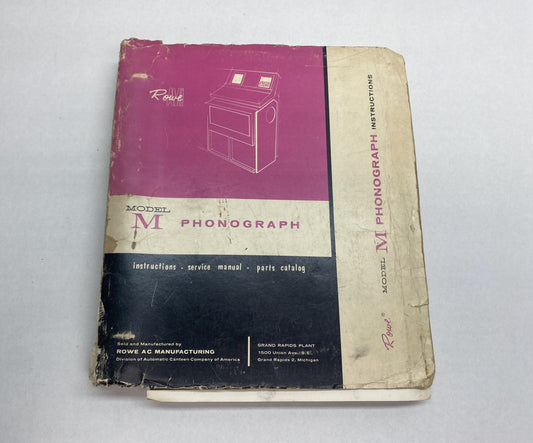 Rowe
MODEL
M PHONOGRAPH
instructions - service manual - parts catalog
Sold and Manufactured by
ROWE AC MANUFACTURING
Division of Automatic Canteen Company of America
GRAND RAPIDS PLANT
1500 Union Ave., S.E.
Grand Rapids 2, Michigan
Rowe® MODEL M PHONOGRAPH INSTRUCTIONS